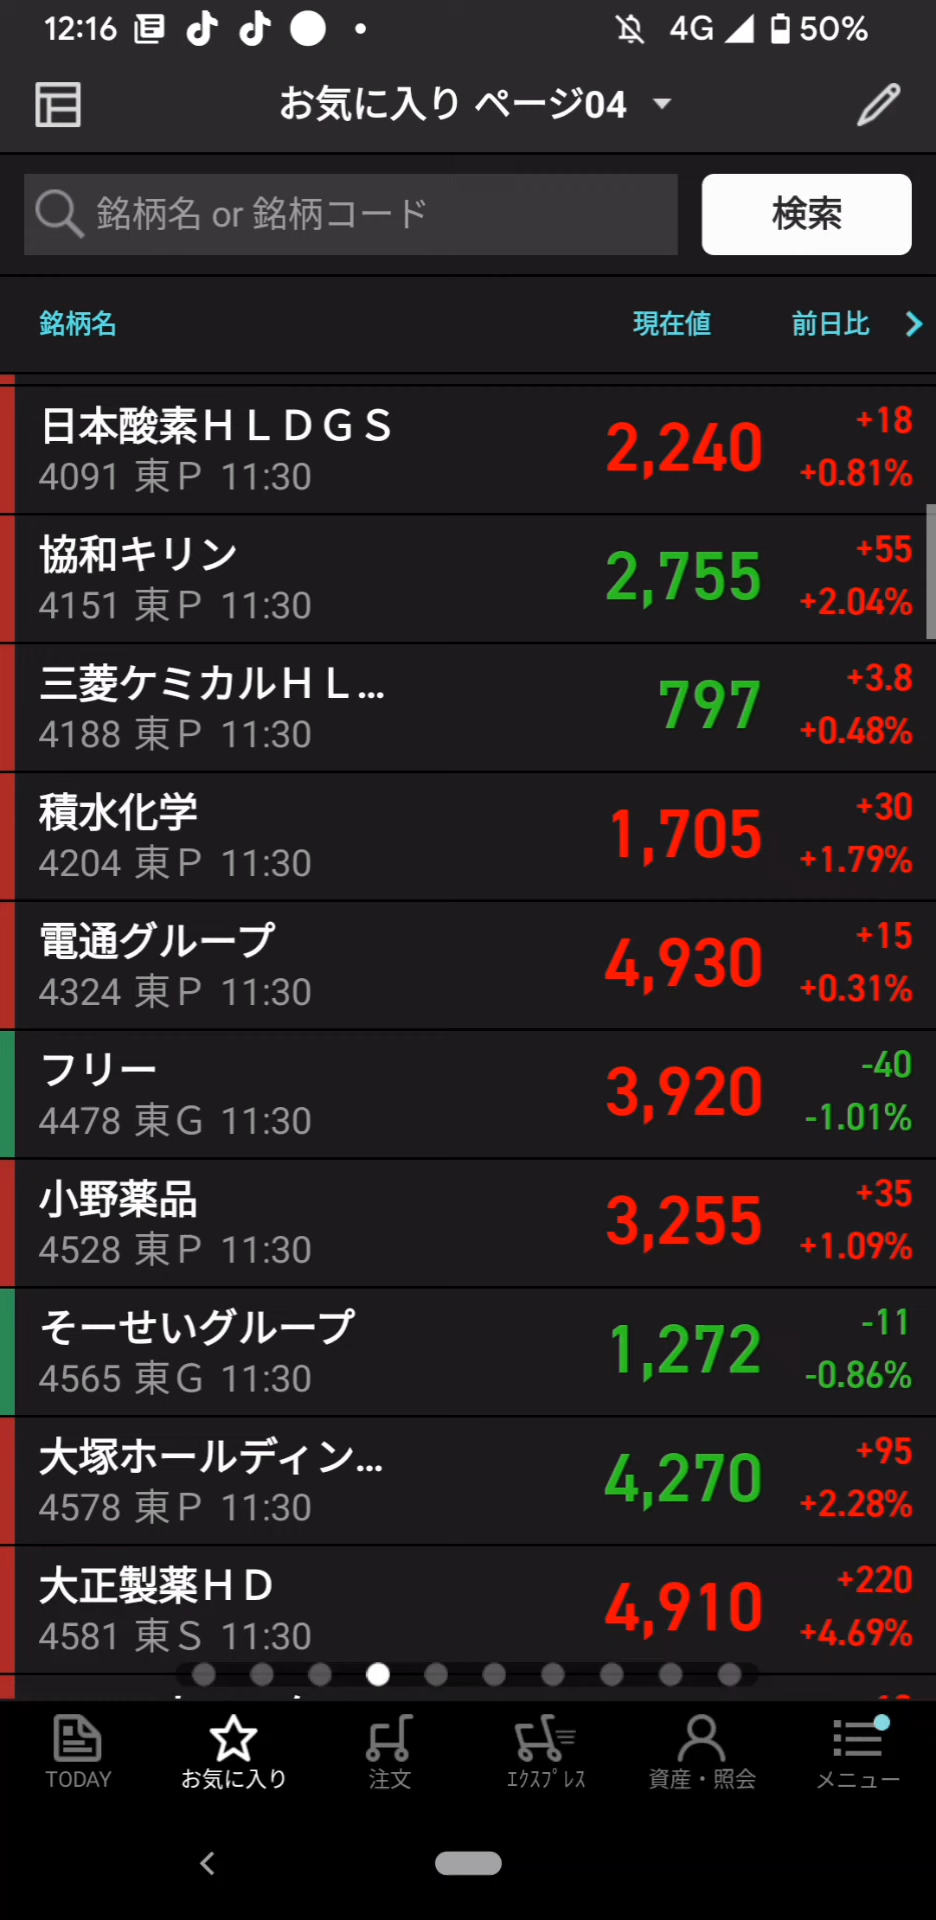 12:16 4G 50%
お気に入り ページ04
銘柄名 or 銘柄コード 検索
銘柄名 現在値 前日比
日本酸素ＨＬＤＧＳ 2,240 +18
4091 東Ｐ 11:30 +0.81%
協和キリン 2,755 +55
4151 東Ｐ 11:30 +2.04%
三菱ケミカルＨＬ... 797 +3.8
4188 東Ｐ 11:30 +0.48%
積水化学 1,705 +30
4204 東Ｐ 11:30 +1.79%
電通グループ 4,930 +15
4324 東Ｐ 11:30 +0.31%
フリー 3,920 -40
4478 東Ｇ 11:30 -1.01%
小野薬品 3,255 +35
4528 東Ｐ 11:30 +1.09%
そーせいグループ 1,272 -11
4565 東Ｇ 11:30 -0.86%
大塚ホールディン... 4,270 +95
4578 東Ｐ 11:30 +2.28%
大正製薬ＨＤ 4,910 +220
4581 東Ｓ 11:30 +4.69%
TODAY お気に入り 注文 ｴｸｽﾌﾟﾚｽ 資産・照会 メニュー